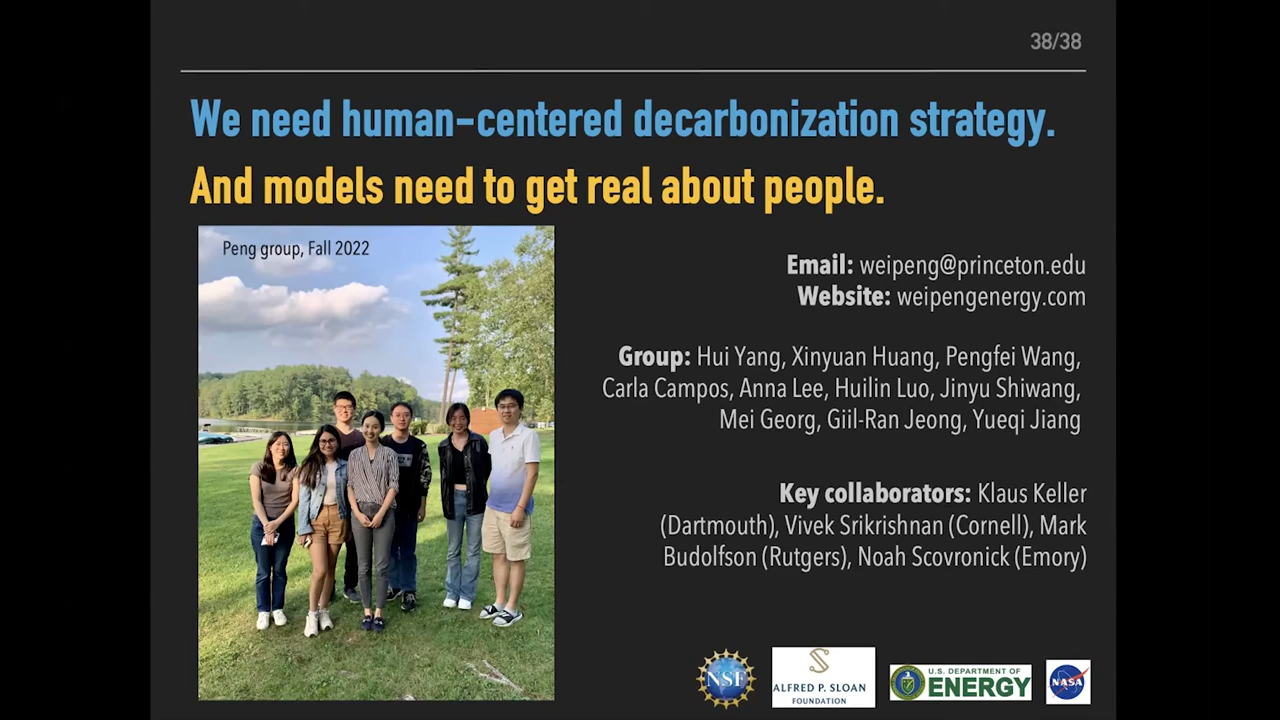 38/38
We need human-centered decarbonization strategy.
And models need to get real about people.
Peng group, Fall 2022
Email: weipeng@princeton.edu
Website: weipengenergy.com
Group: Hui Yang, Xinyuan Huang, Pengfei Wang,
Carla Campos, Anna Lee, Huilin Luo, Jinyu Shiwang,
Mei Georg, Giil-Ran Jeong, Yueqi Jiang
Key collaborators: Klaus Keller
(Dartmouth), Vivek Srikrishnan (Cornell), Mark
Budolfson (Rutgers), Noah Scovronick (Emory)
NSF
ALFRED P. SLOAN
FOUNDATION
U.S. DEPARTMENT OF
ENERGY
NASA